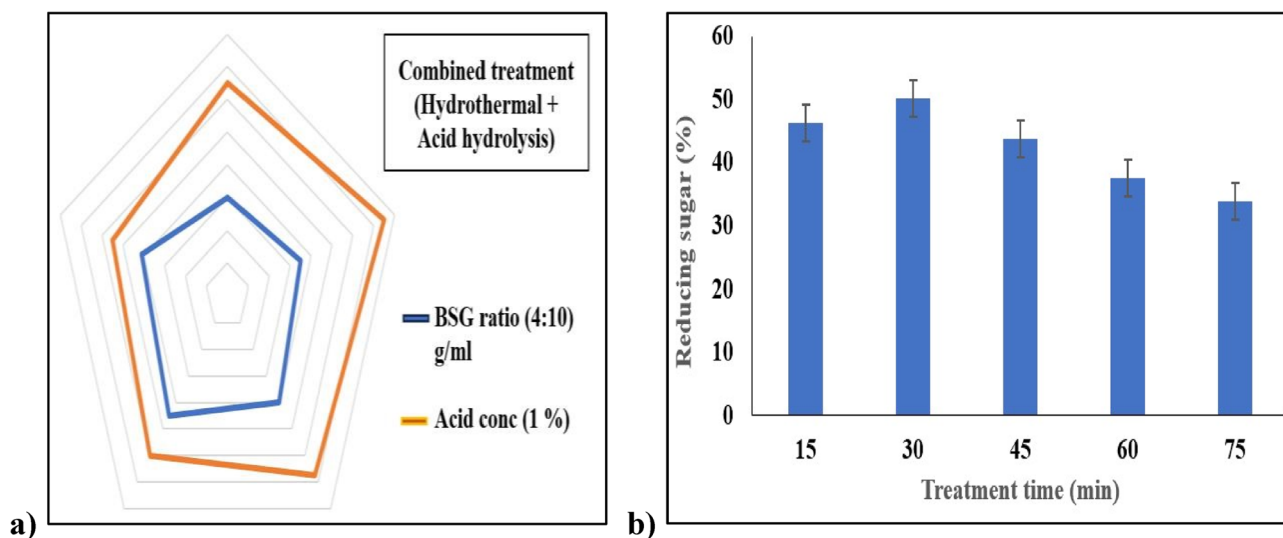 Combined treatment
(Hydrothermal +
Acid hydrolysis)
BSG ratio (4:10)
g/ml
Acid conc (1 %)
a)
60
50
40
30
20
10
0
Reducing sugar (%)
15 30 45 60 75
Treatment time (min)
b)